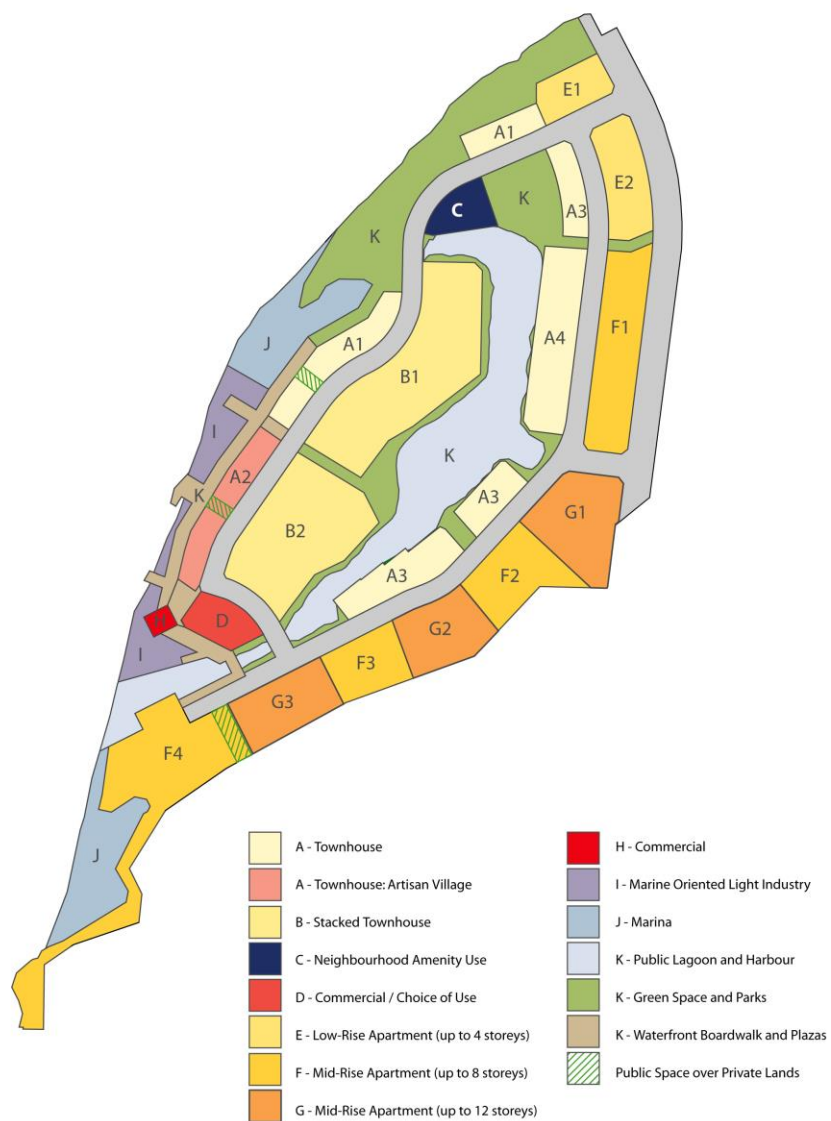 E1
A1
E2
K
C
A3
K
J
A1
A4
F1
B1
I
K
A2
K
A3
G1
B2
A3
F2
H
D
G2
I
F3
G3
F4
J
A - Townhouse
A - Townhouse: Artisan Village
B - Stacked Townhouse
C - Neighbourhood Amenity Use
D - Commercial / Choice of Use
E - Low-Rise Apartment (up to 4 storeys)
F - Mid-Rise Apartment (up to 8 storeys)
G - Mid-Rise Apartment (up to 12 storeys)
H - Commercial
I - Marine Oriented Light Industry
J - Marina
K - Public Lagoon and Harbour
K - Green Space and Parks
K - Waterfront Boardwalk and Plazas
Public Space over Private Lands